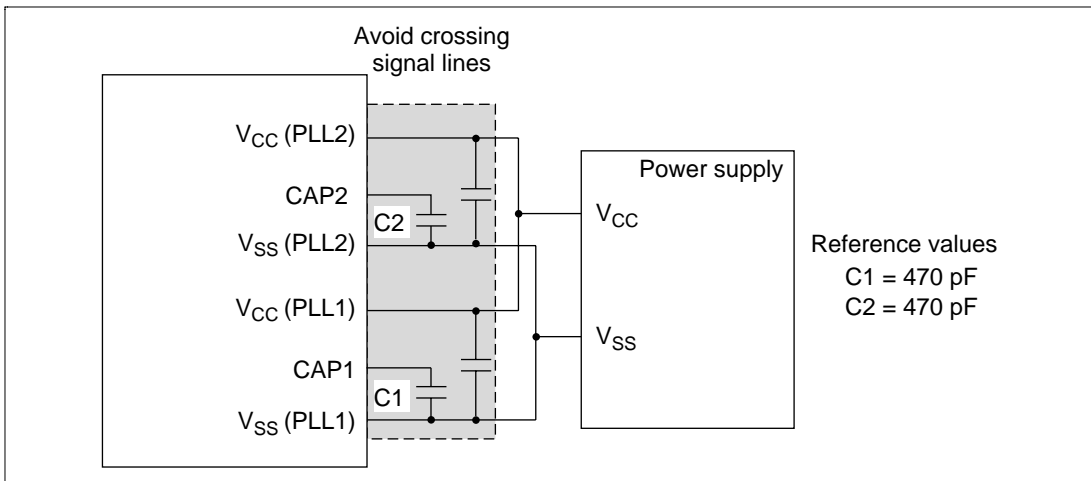 Avoid crossing
signal lines
VCC (PLL2)
CAP2
C2
VSS (PLL2)
VCC (PLL1)
CAP1
C1
VSS (PLL1)
Power supply
VCC
VSS
Reference values
C1 = 470 pF
C2 = 470 pF